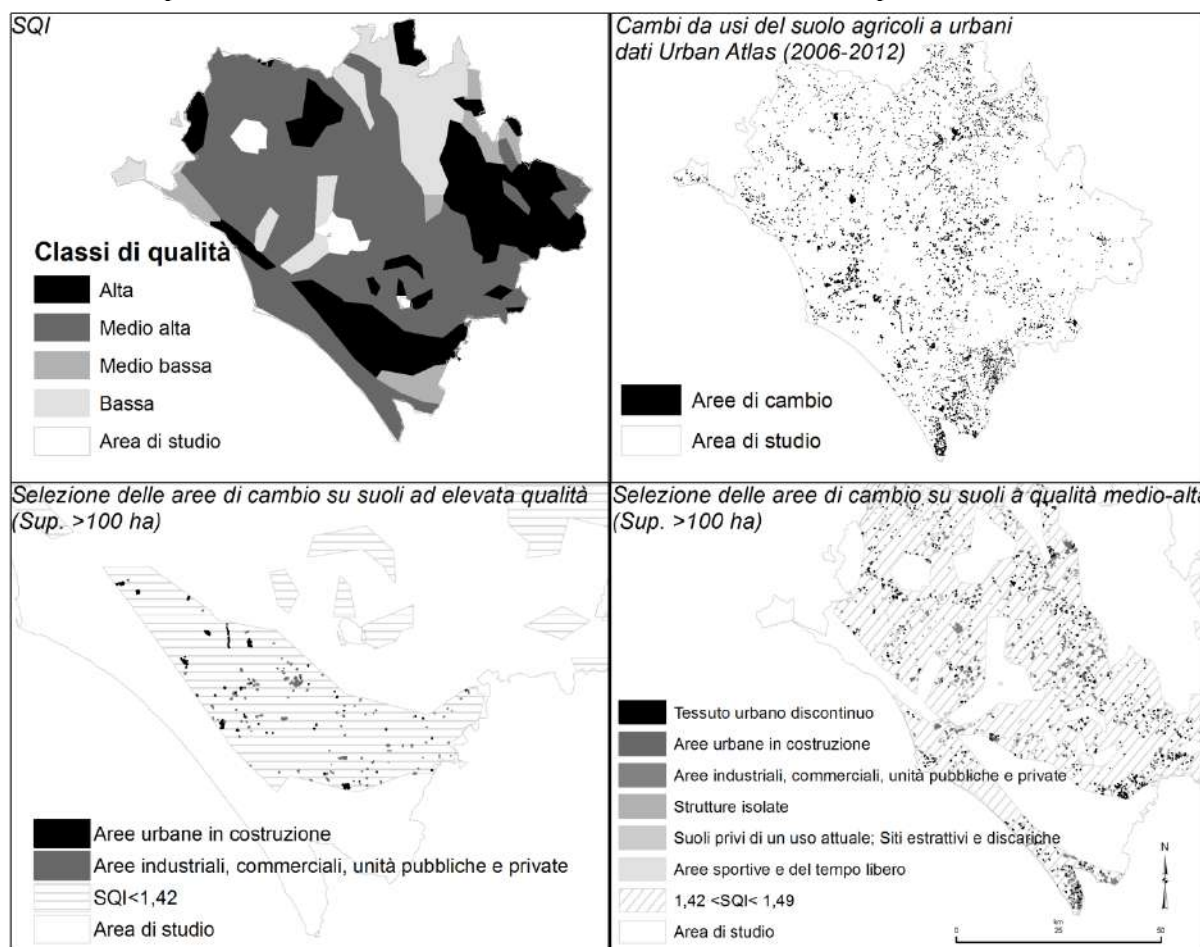 SQI
Classi di qualità
Alta
Medio alta
Medio bassa
Bassa
Area di studio
Cambi da usi del suolo agricoli a urbani
dati Urban Atlas (2006-2012)
Aree di cambio
Area di studio
Selezione delle aree di cambio su suoli ad elevata qualità
(Sup. >100 ha)
Aree urbane in costruzione
Aree industriali, commerciali, unità pubbliche e private
SQI<1,42
Area di studio
Selezione delle aree di cambio su suoli a qualità medio-alta
(Sup. >100 ha)
Tessuto urbano discontinuo
Aree urbane in costruzione
Aree industriali, commerciali, unità pubbliche e private
Strutture isolate
Suoli privi di un uso attuale; Siti estrattivi e discariche
Aree sportive e del tempo libero
1,42 <SQI< 1,49
Area di studio
N
km
0 25 50